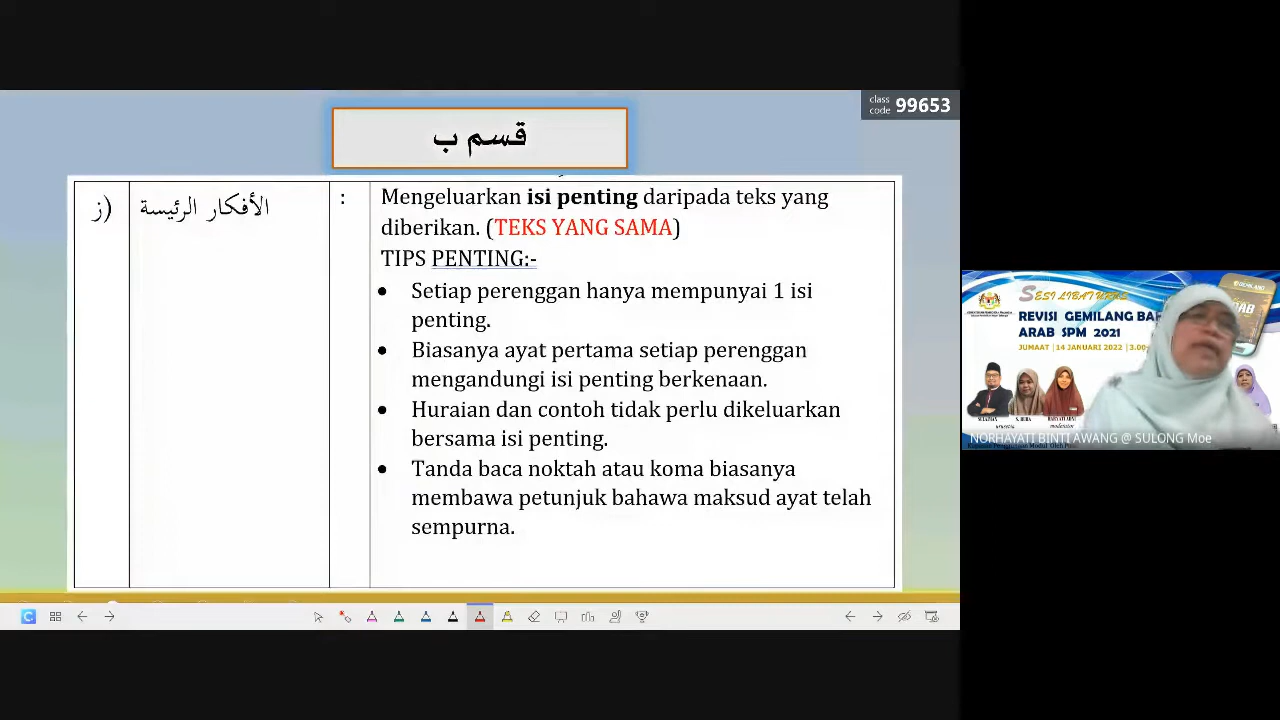 class
code 99653
قسم ب
ز)
الأفكار الرئيسة
:
Mengeluarkan isi penting daripada teks yang
diberikan. (TEKS YANG SAMA)
TIPS PENTING:-
• Setiap perenggan hanya mempunyai 1 isi
penting.
• Biasanya ayat pertama setiap perenggan
mengandungi isi penting berkenaan.
• Huraian dan contoh tidak perlu dikeluarkan
bersama isi penting.
• Tanda baca noktah atau koma biasanya
membawa petunjuk bahawa maksud ayat telah
sempurna.
SESI LIBAT URUS
REVISI GEMILANG BA
ARAB SPM 2021
JUMAAT | 14 JANUARI 2022 | 3.00
moderator
NORHAYATI BINTI AWANG @ SULONG Moe